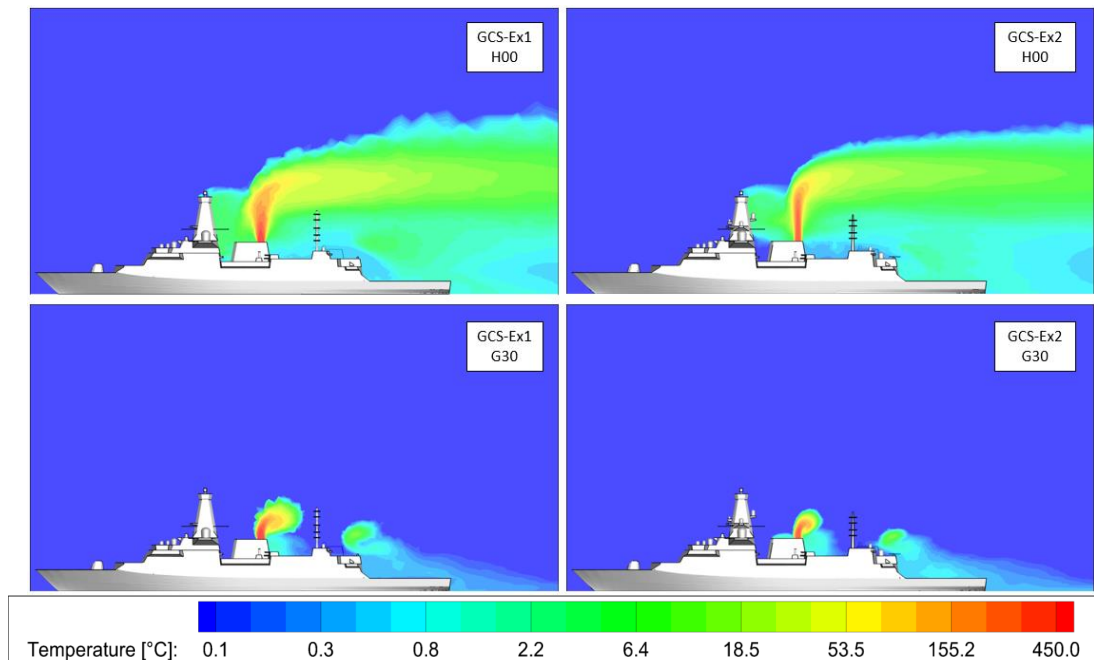 GCS-Ex1
H00
GCS-Ex2
H00
GCS-Ex1
G30
GCS-Ex2
G30
Temperature [°C]: 0.1 0.3 0.8 2.2 6.4 18.5 53.5 155.2 450.0